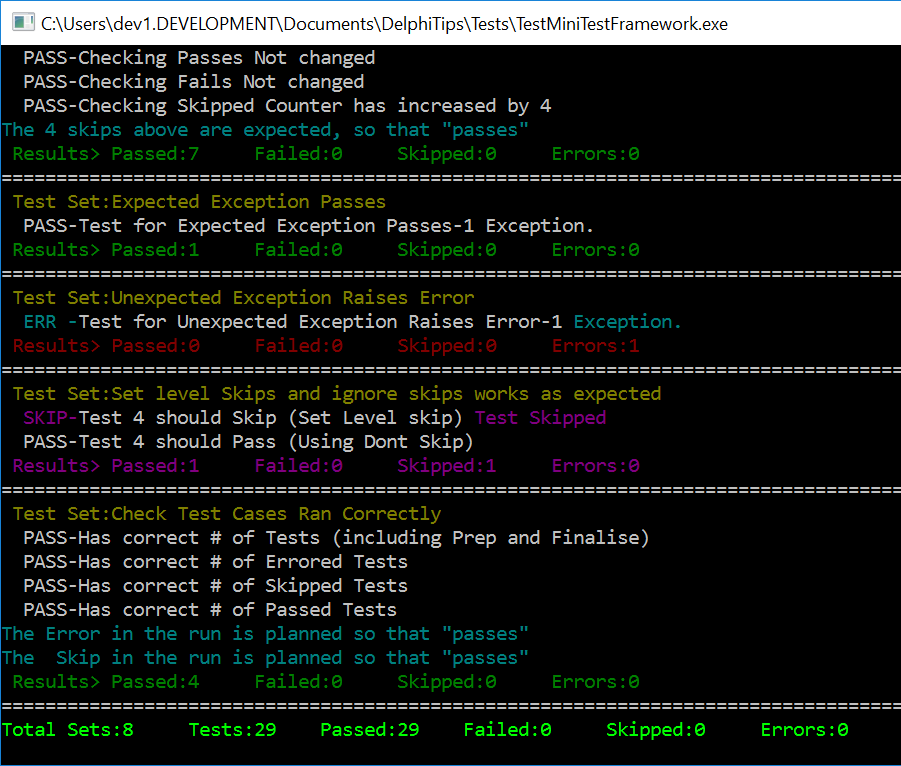 C:\Users\dev1.DEVELOPMENT\Documents\DelphiTips\Tests\TestMiniTestFramework.exe
PASS-Checking Passes Not changed
PASS-Checking Fails Not changed
PASS-Checking Skipped Counter has increased by 4
The 4 skips above are expected, so that "passes"
Results> Passed:7 Failed:0 Skipped:0 Errors:0
==================================================================================
Test Set:Expected Exception Passes
PASS-Test for Expected Exception Passes-1 Exception.
Results> Passed:1 Failed:0 Skipped:0 Errors:0
==================================================================================
Test Set:Unexpected Exception Raises Error
ERR -Test for Unexpected Exception Raises Error-1 Exception.
Results> Passed:0 Failed:0 Skipped:0 Errors:1
==================================================================================
Test Set:Set level Skips and ignore skips works as expected
SKIP-Test 4 should Skip (Set Level skip) Test Skipped
PASS-Test 4 should Pass (Using Dont Skip)
Results> Passed:1 Failed:0 Skipped:1 Errors:0
==================================================================================
Test Set:Check Test Cases Ran Correctly
PASS-Has correct # of Tests (including Prep and Finalise)
PASS-Has correct # of Errored Tests
PASS-Has correct # of Skipped Tests
PASS-Has correct # of Passed Tests
The Error in the run is planned so that "passes"
The  Skip in the run is planned so that "passes"
Results> Passed:4 Failed:0 Skipped:0 Errors:0
==================================================================================
Total Sets:8 Tests:29 Passed:29 Failed:0 Skipped:0 Errors:0